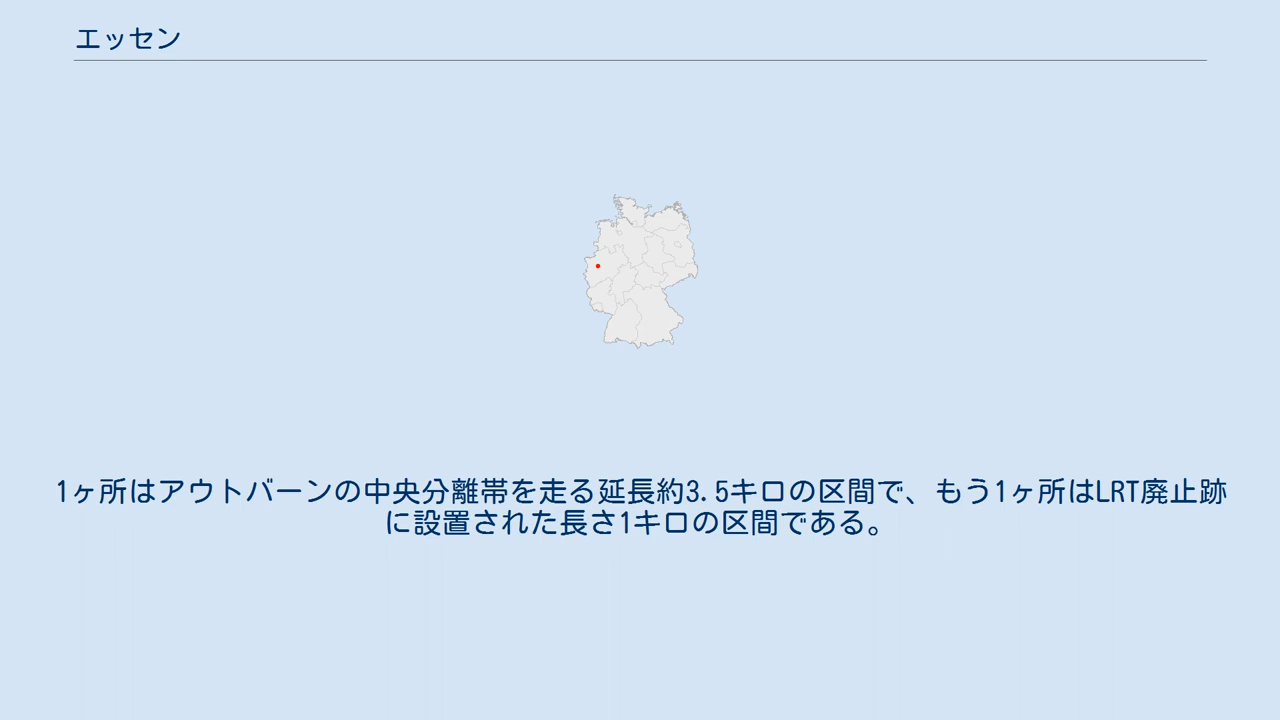 エッセン
1ヶ所はアウトバーンの中央分離帯を走る延長約3.5キロの区間で、もう1ヶ所はLRT廃止跡
に設置された長さ1キロの区間である。